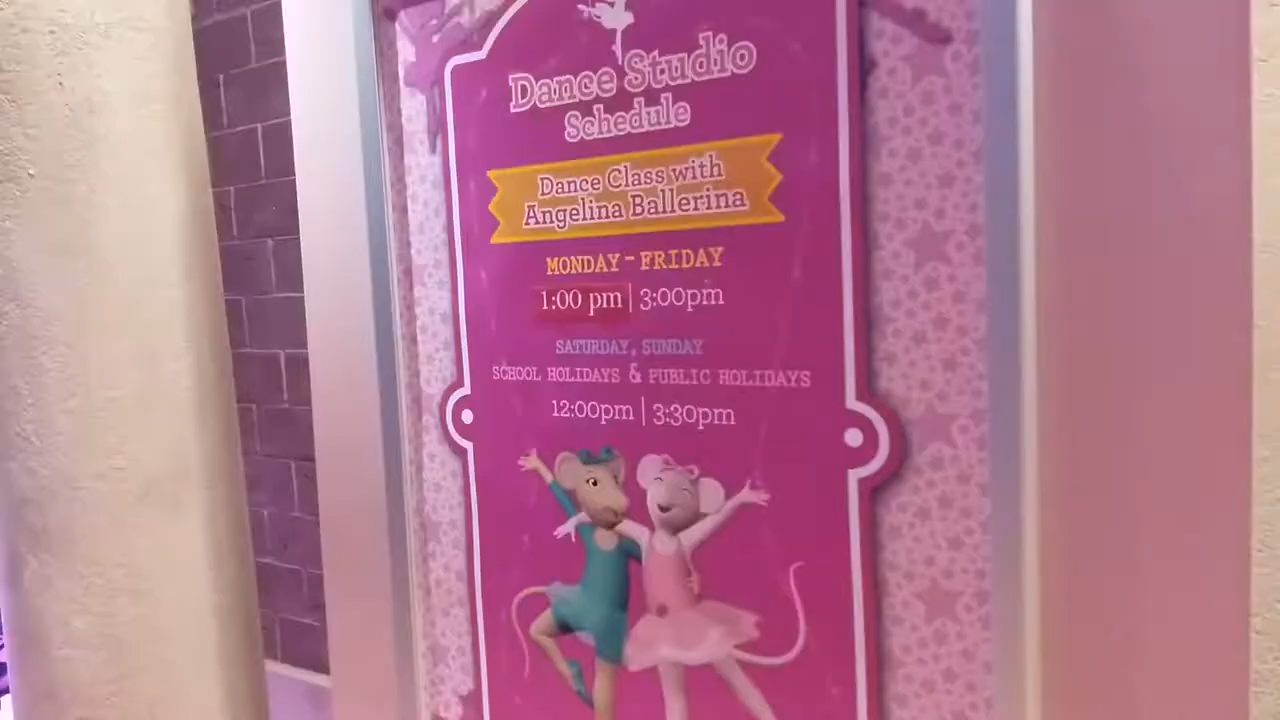 Dance Studio
Schedule
Dance Class with
Angelina Ballerina
MONDAY - FRIDAY
1:00 pm | 3:00pm
SATURDAY, SUNDAY
SCHOOL HOLIDAYS & PUBLIC HOLIDAYS
12:00pm | 3:30pm